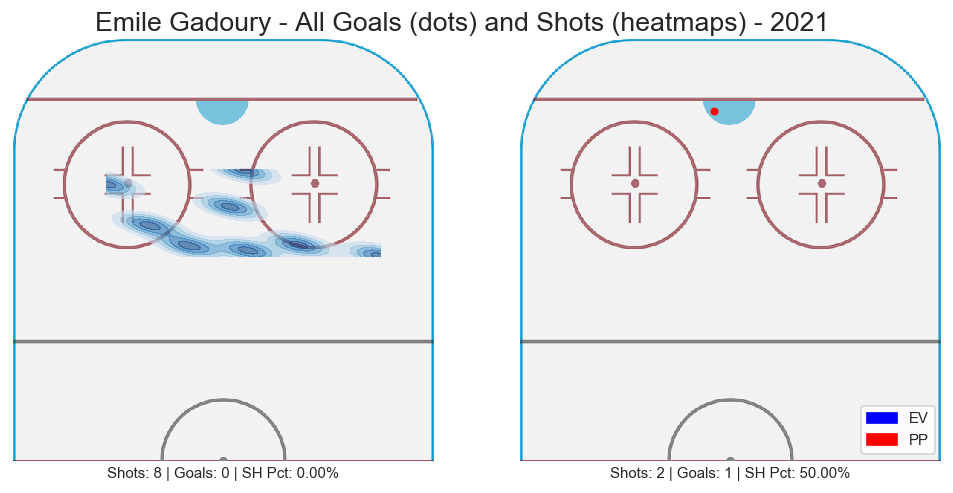 Emile Gadoury - All Goals (dots) and Shots (heatmaps) - 2021
EV
PP
Shots: 8 | Goals: 0 | SH Pct: 0.00%
Shots: 2 | Goals: 1 | SH Pct: 50.00%